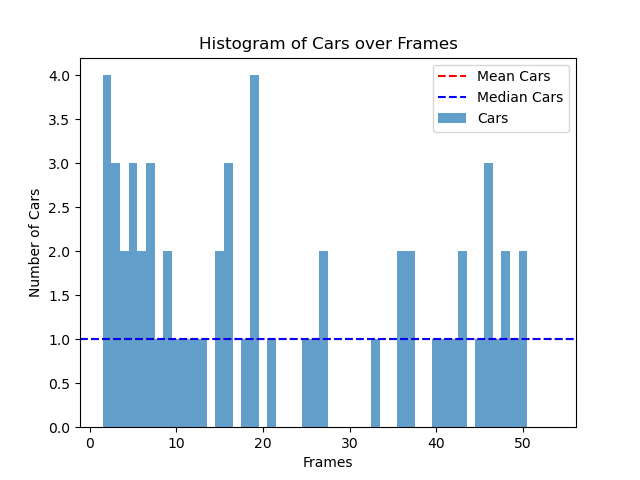 Histogram of Cars over Frames
Mean Cars
Median Cars
Cars
4.0
3.5
3.0
2.5
2.0
1.5
1.0
0.5
0.0
Number of Cars
0 10 20 30 40 50
Frames